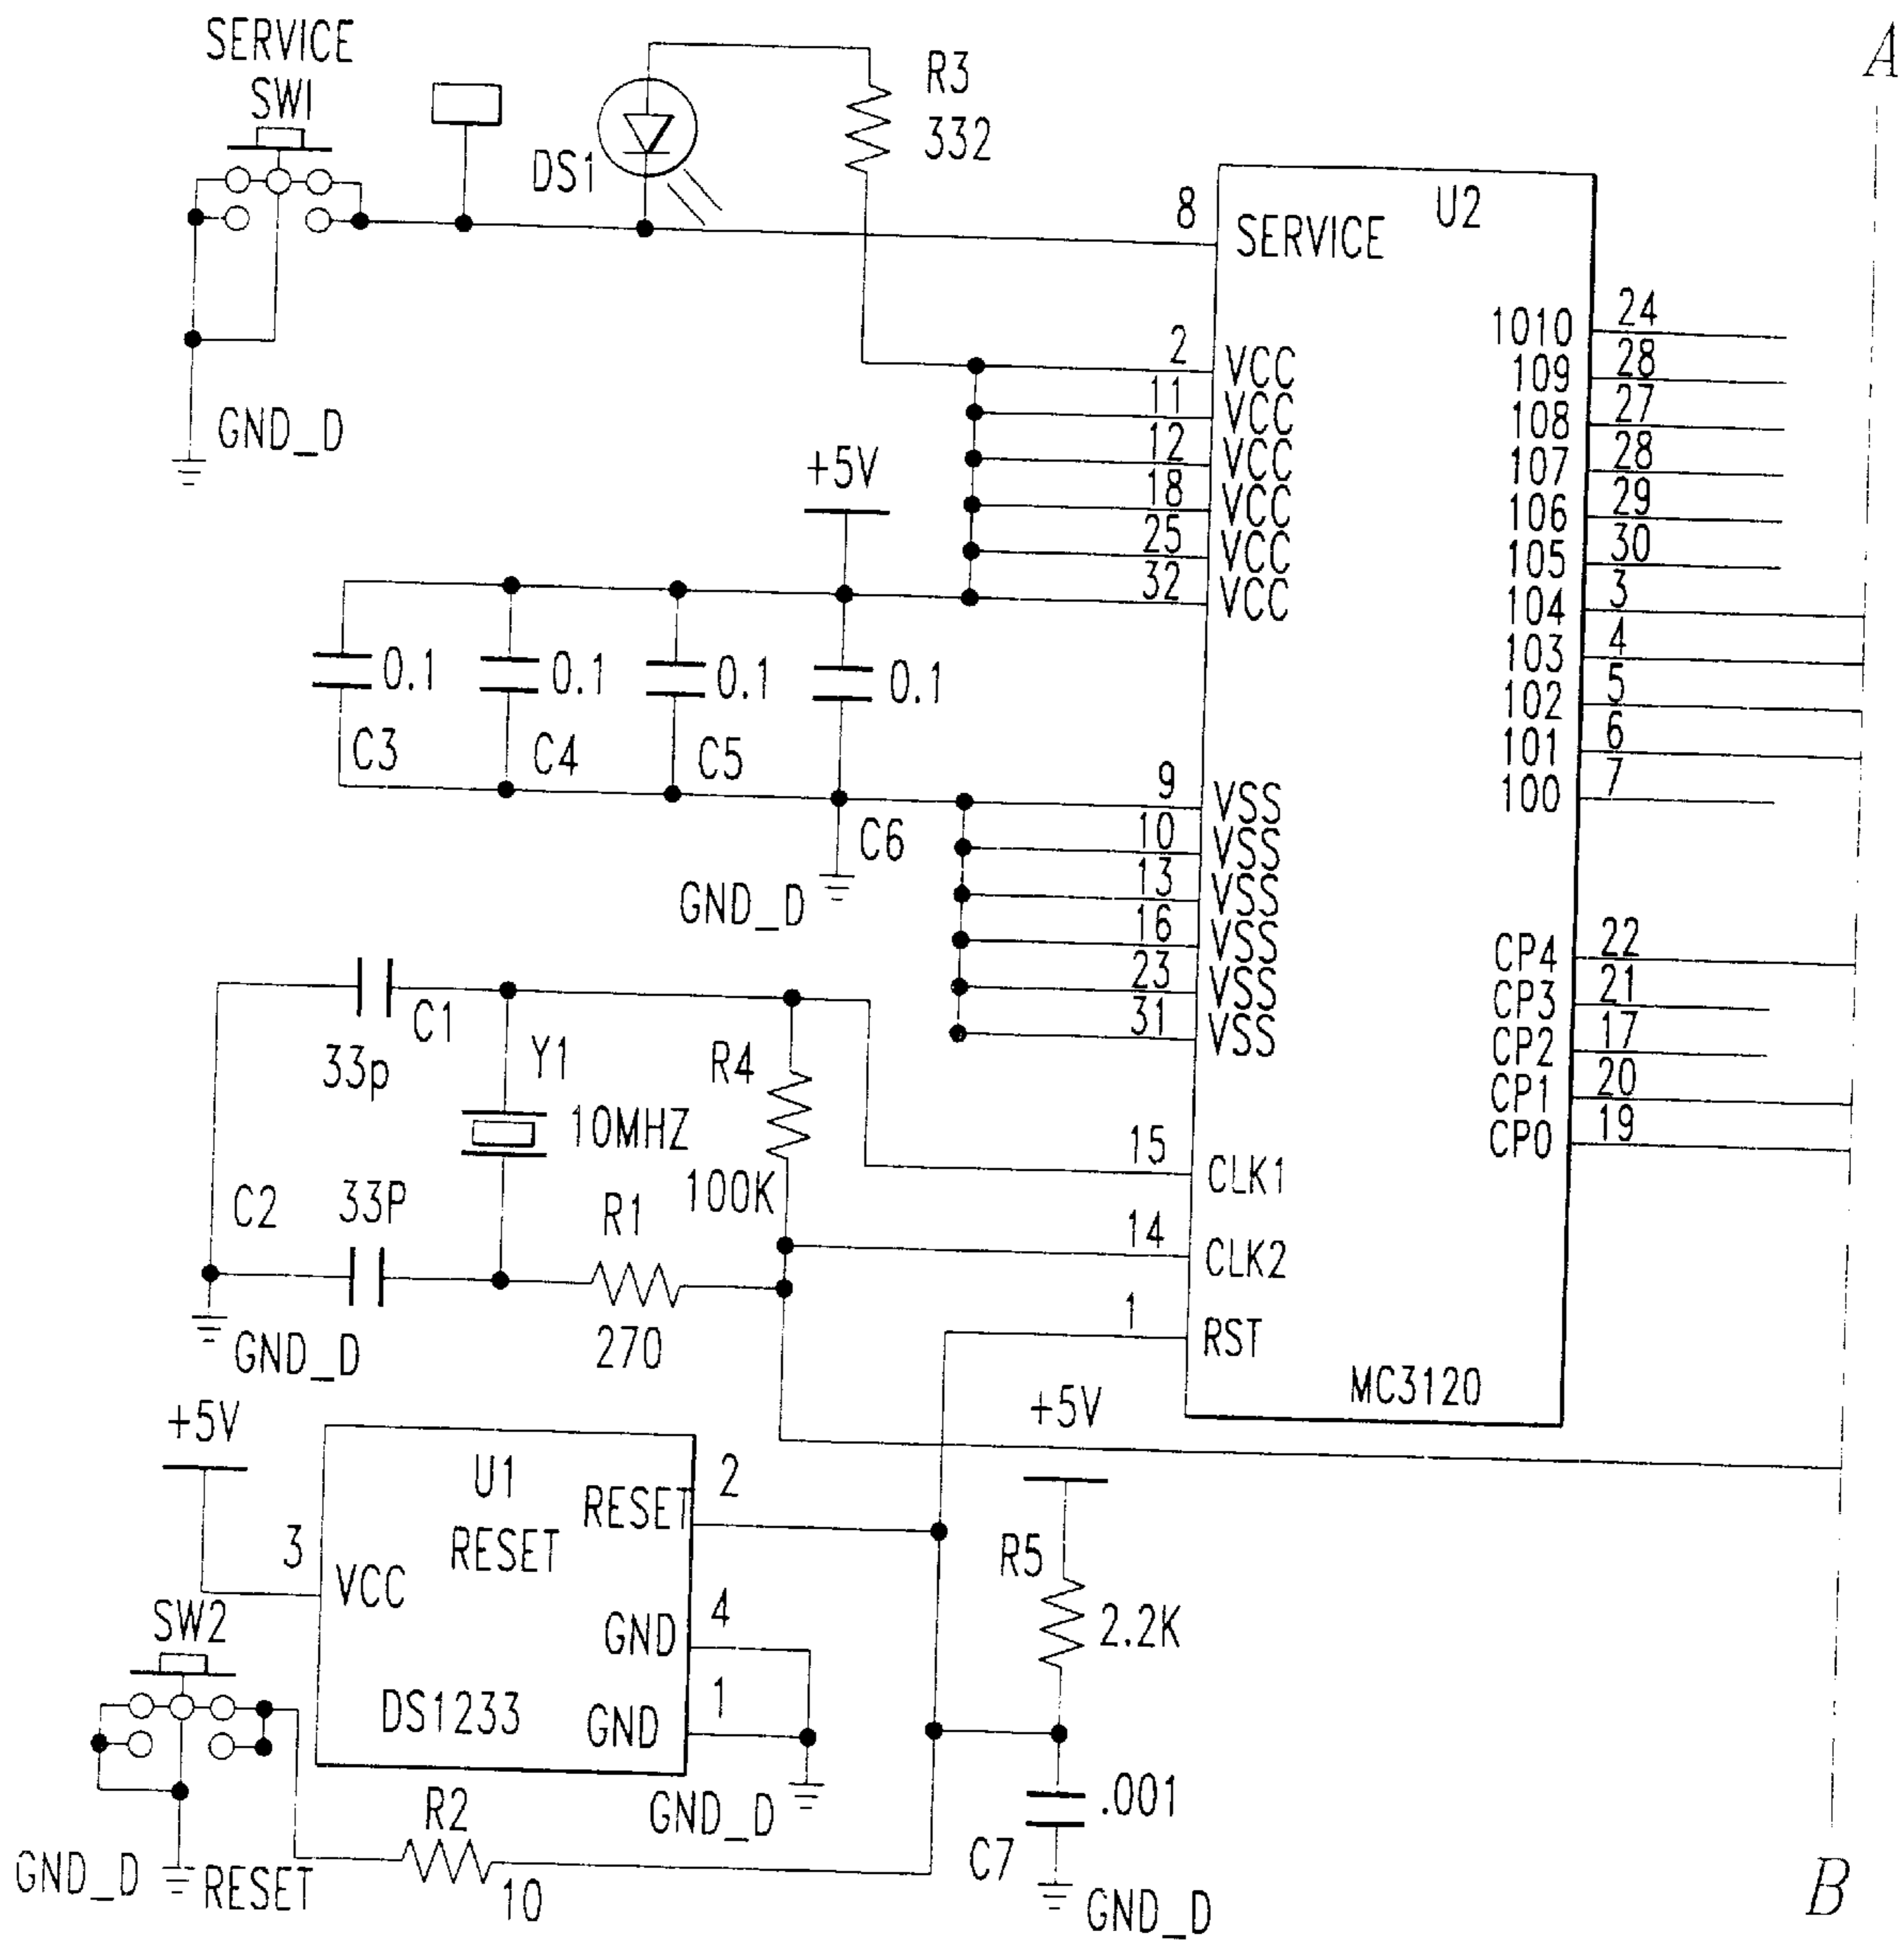 SERVICE
SW1
DS1
R3
332
A
8
SERVICE
U2
GND_D
+5V
2
VCC
11
VCC
12
VCC
18
VCC
25
VCC
32
VCC
1010
24
109
28
108
27
107
28
106
29
105
30
104
3
103
4
102
5
101
6
100
7
0.1
0.1
0.1
0.1
C3
C4
C5
C6
GND_D
9
VSS
10
VSS
13
VSS
16
VSS
23
VSS
31
VSS
CP4
22
CP3
21
CP2
17
CP1
20
CP0
19
C1
33p
Y1
10MHZ
R4
100K
15
CLK1
C2
33P
R1
270
14
CLK2
GND_D
1
RST
MC3120
+5V
U1
RESET
2
RESET
3
VCC
4
GND
1
GND
DS1233
GND_D
+5V
R5
2.2K
SW2
GND_D
RESET
R2
10
.001
C7
GND_D
B